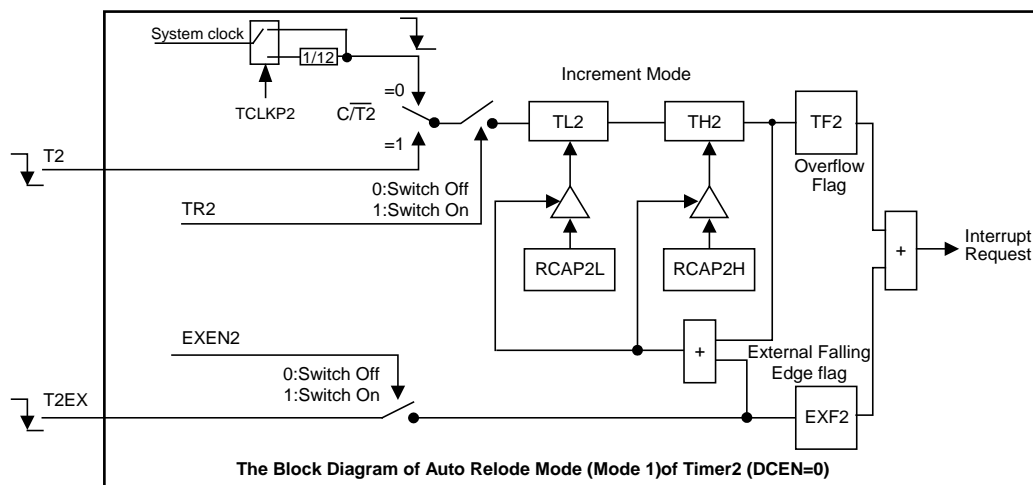 System clock
1/12
TCLKP2
=0
C/T2
=1
T2
TR2
0:Switch Off
1:Switch On
Increment Mode
TL2
TH2
TF2
Overflow
Flag
RCAP2L
RCAP2H
+
Interrupt
Request
EXEN2
0:Switch Off
1:Switch On
T2EX
+
External Falling
Edge flag
EXF2
The Block Diagram of Auto Relode Mode (Mode 1)of Timer2 (DCEN=0)